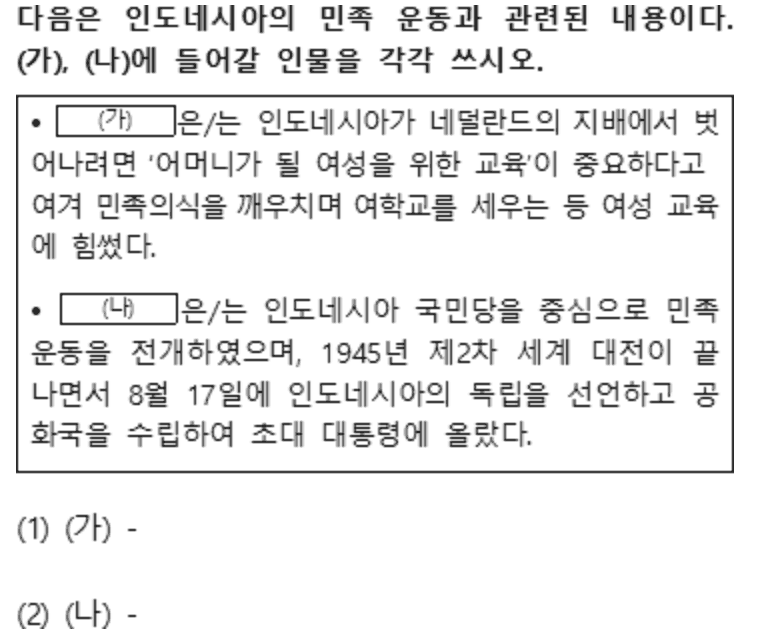 다음은 인도네시아의 민족 운동과 관련된 내용이다.
(가), (나)에 들어갈 인물을 각각 쓰시오.
• (가) 은/는 인도네시아가 네덜란드의 지배에서 벗
어나려면 '어머니가 될 여성을 위한 교육'이 중요하다고
여겨 민족의식을 깨우치며 여학교를 세우는 등 여성 교육
에 힘썼다.
• (나) 은/는 인도네시아 국민당을 중심으로 민족
운동을 전개하였으며, 1945년 제2차 세계 대전이 끝
나면서 8월 17일에 인도네시아의 독립을 선언하고 공
화국을 수립하여 초대 대통령에 올랐다.
(1) (가) -
(2) (나) -